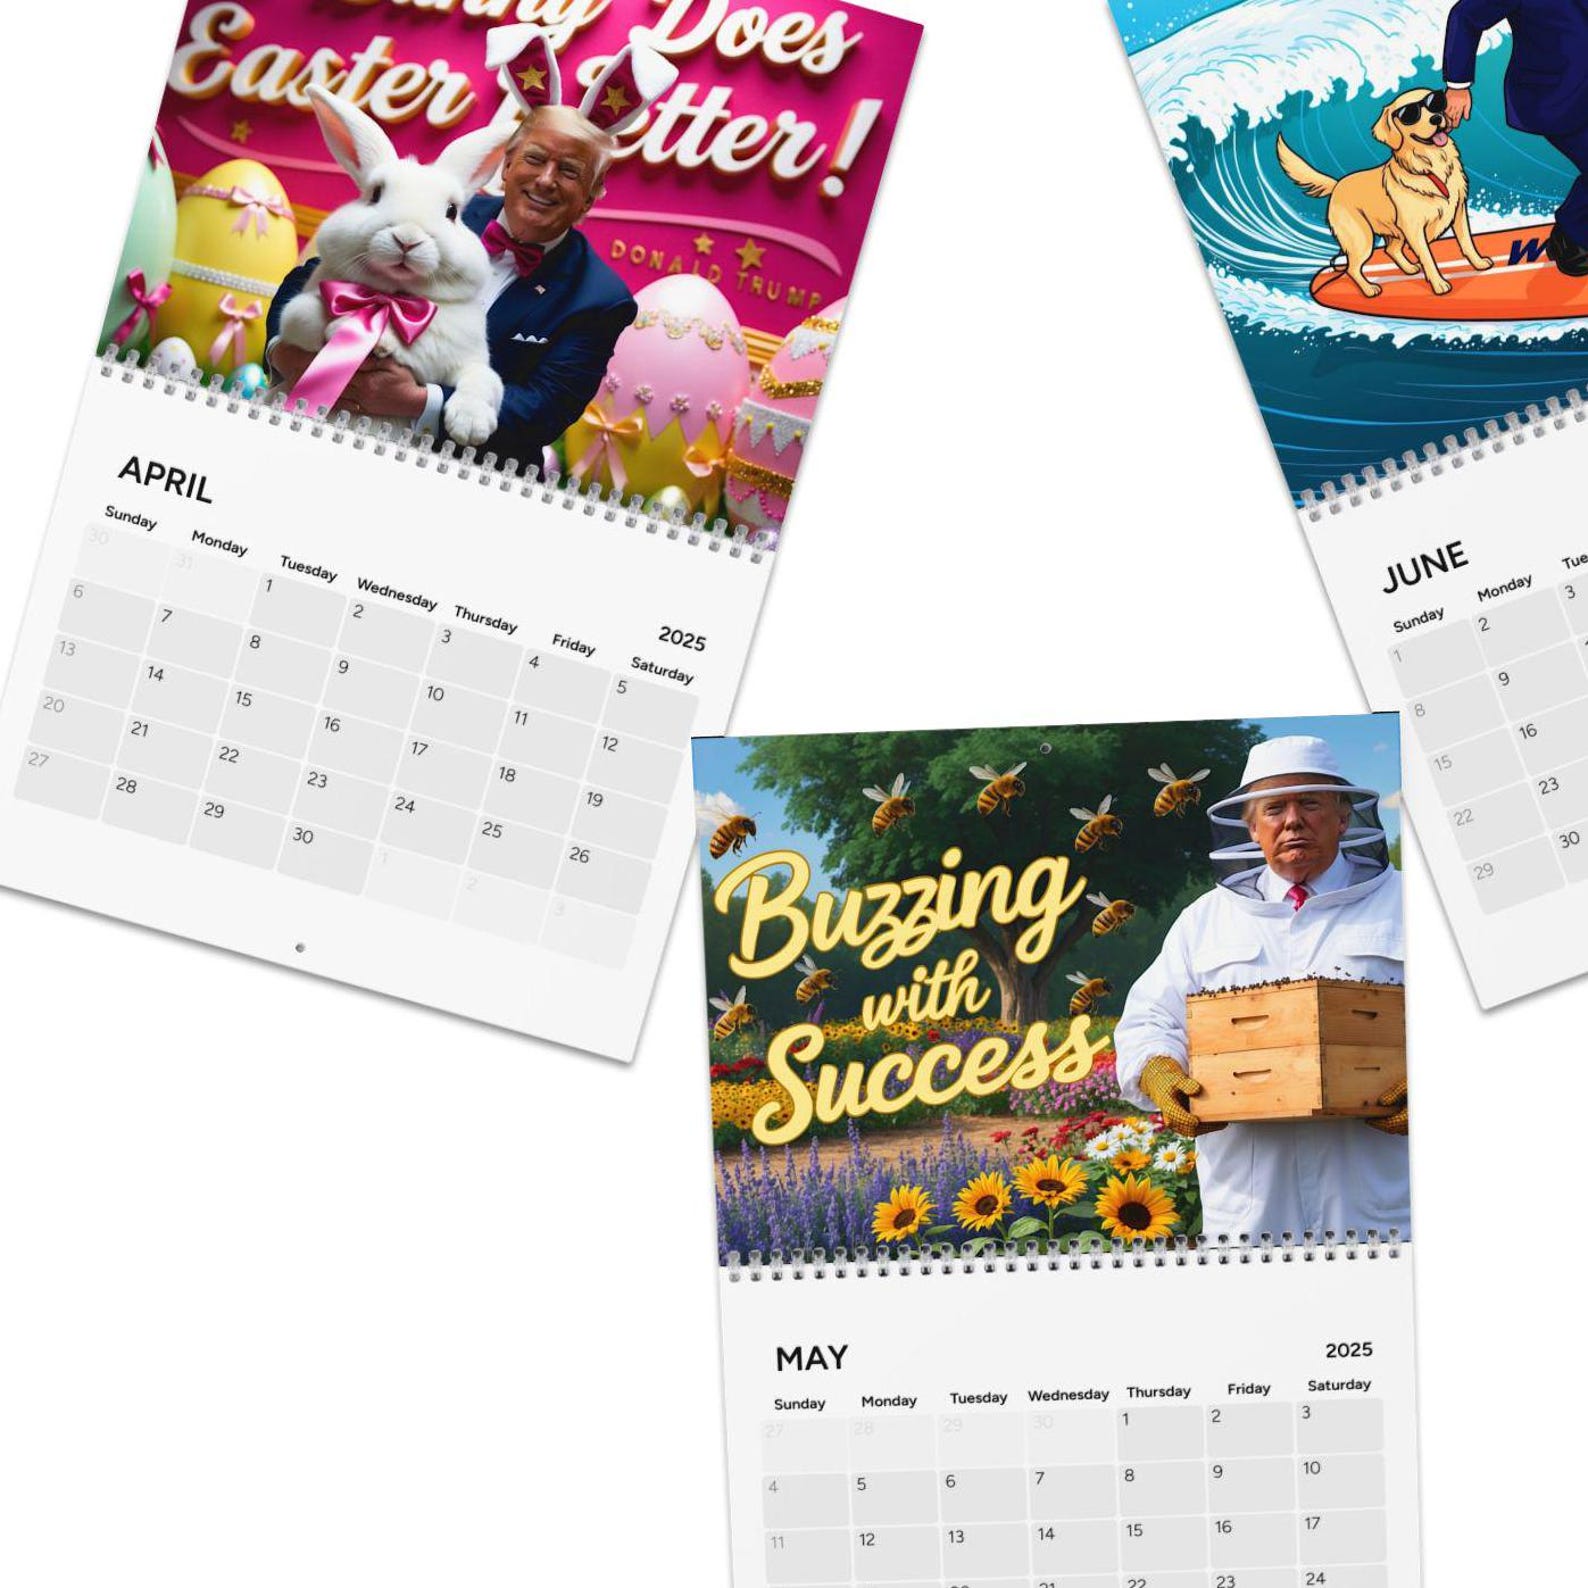 Does
Easter Better!
DONALD TRUMP
APRIL
2025
Sunday Monday Tuesday Wednesday Thursday Friday Saturday
30 31 1 2 3 4 5
6 7 8 9 10 11 12
13 14 15 16 17 18 19
20 21 22 23 24 25 26
27 28 29 30 1 2 3
JUNE
Sunday Monday
1 2 3
8 9
15 16
22 23
29 30
Buzzing
with
Success
MAY 2025
Sunday Monday Tuesday Wednesday Thursday Friday Saturday
27 28 29 30 1 2 3
4 5 6 7 8 9 10
11 12 13 14 15 16 17
21 22 23 24